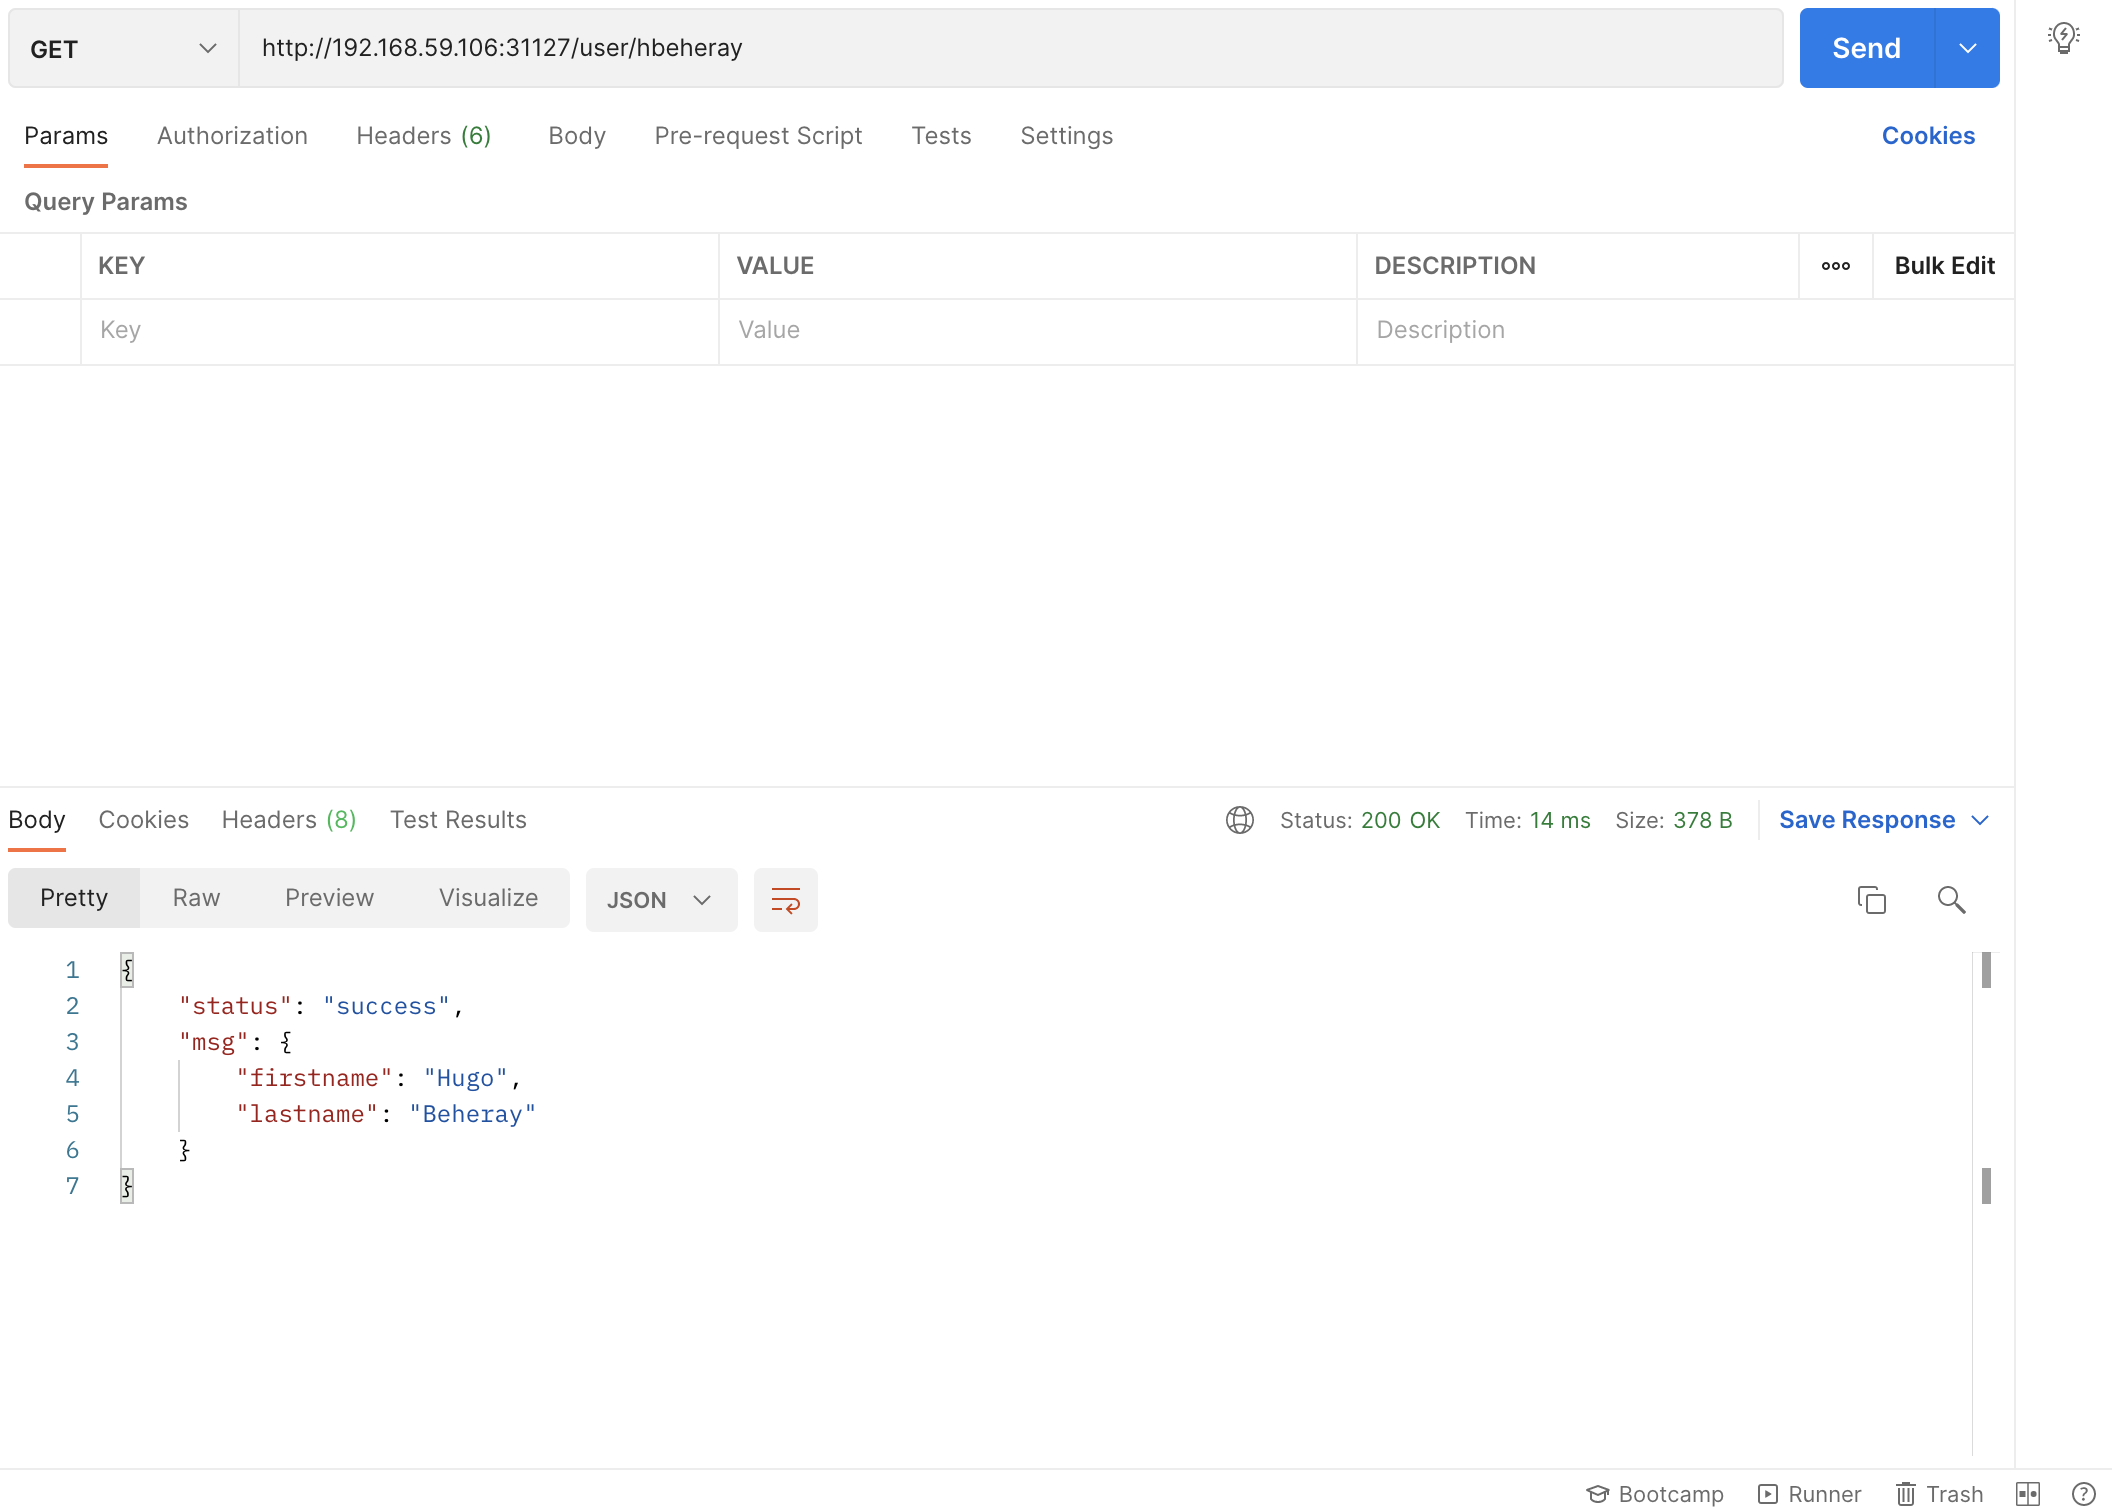 GET http://192.168.59.106:31127/user/hbeheray Send
Params Authorization Headers (6) Body Pre-request Script Tests Settings Cookies
Query Params
KEY VALUE DESCRIPTION ooo Bulk Edit
Key Value Description
Body Cookies Headers (8) Test Results Status: 200 OK Time: 14 ms Size: 378 B Save Response
Pretty Raw Preview Visualize JSON
1 {
2 "status": "success",
3 "msg": {
4 "firstname": "Hugo",
5 "lastname": "Beheray"
6 }
7 }
Bootcamp Runner Trash ?